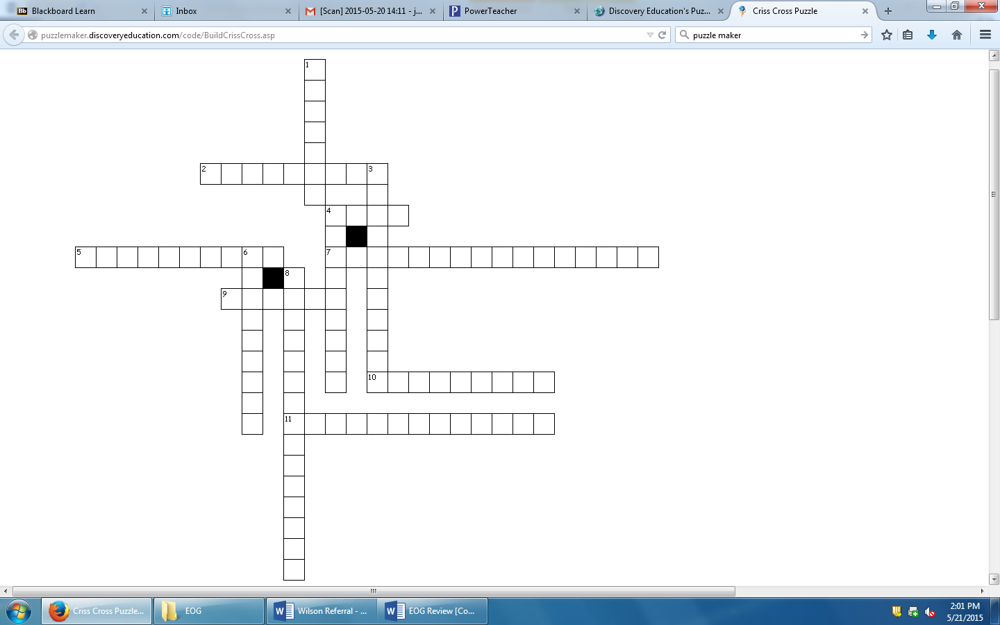 Bb Blackboard Learn
Inbox
[Scan] 2015-05-20 14:11 - j...
PowerTeacher
Discovery Education's Puz...
Criss Cross Puzzle
puzzlemaker.discoveryeducation.com/code/BuildCrissCross.asp
puzzle maker
1
2
3
4
5
6
7
8
9
10
11
Criss Cross Puzzle...
EOG
Wilson Referral - ...
EOG Review [Co...
2:01 PM
5/21/2015